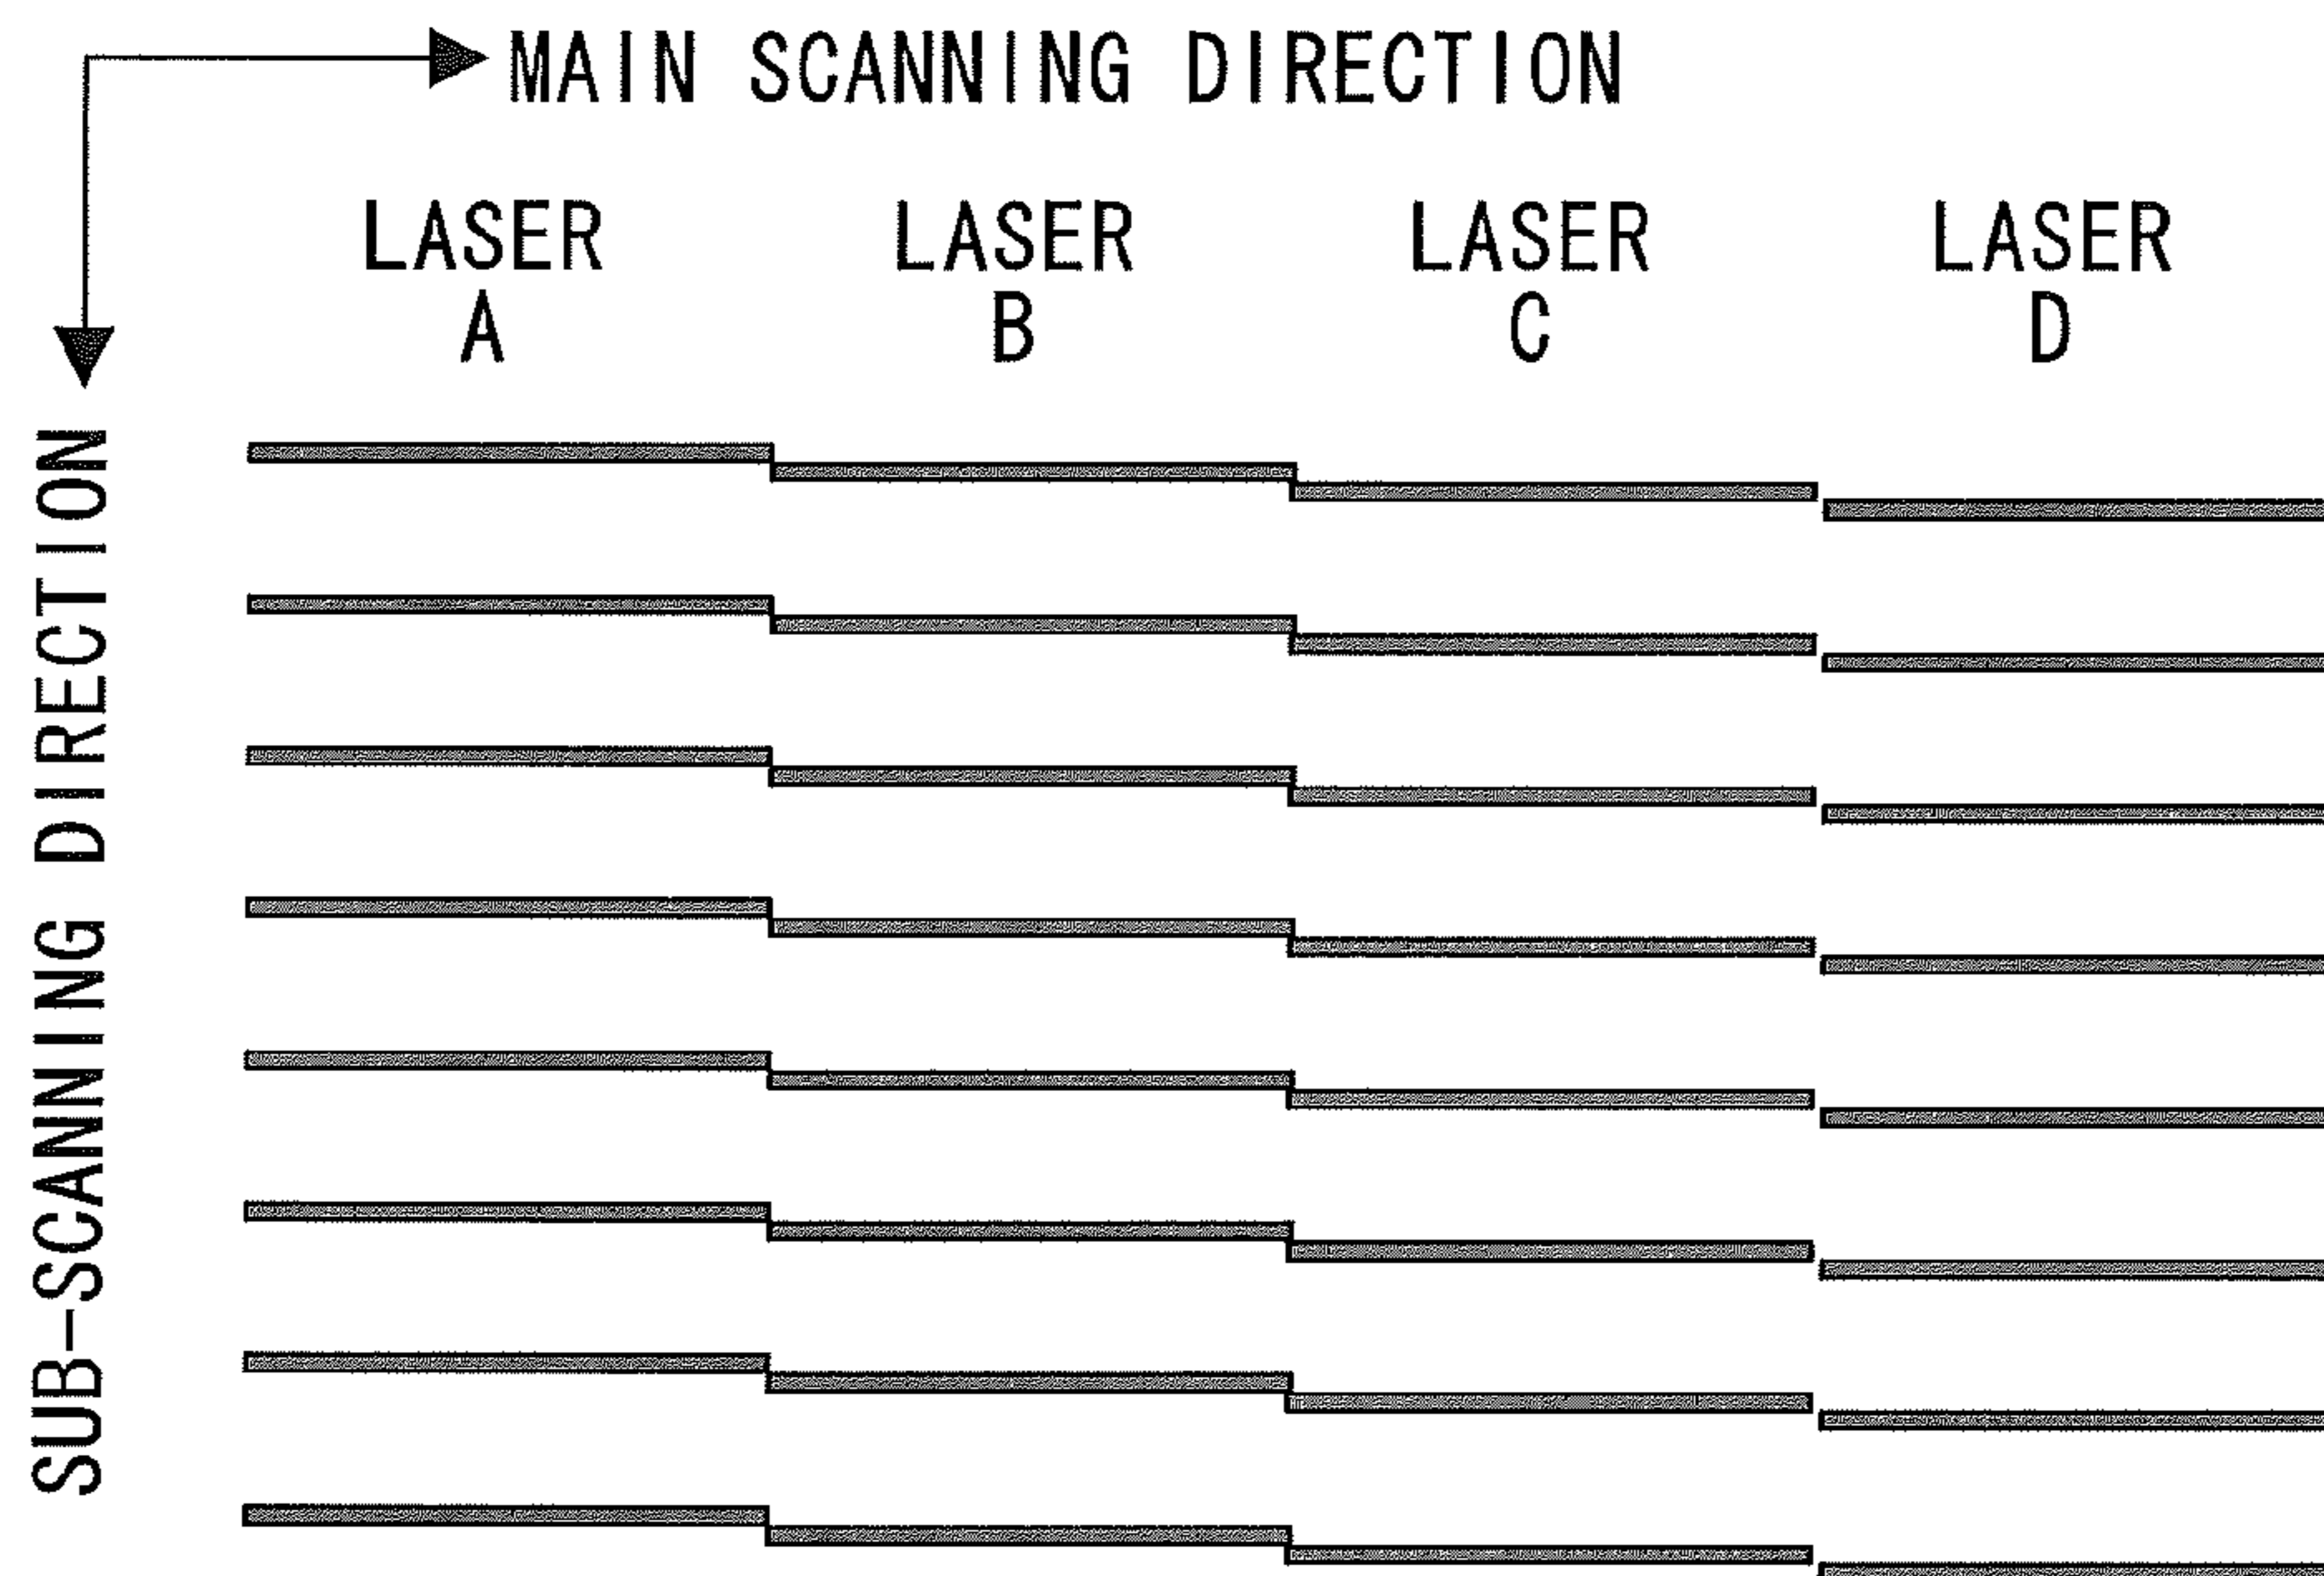 MAIN SCANNING DIRECTION
LASER A
LASER B
LASER C
LASER D
SUB-SCANNING DIRECTION